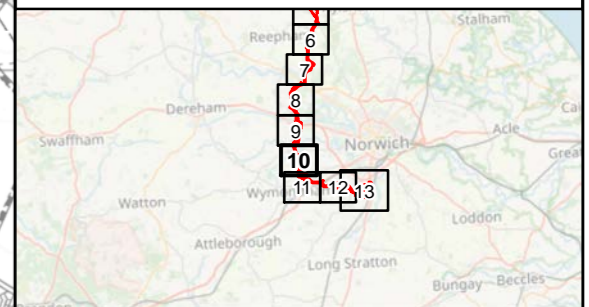 Stalham
Reepham
6
7
8
Dereham
9
Acle
Swaffham
Norwich
10
11
12
13
Watton
Loddon
Attleborough
Long Stratton
Bungay
Beccles